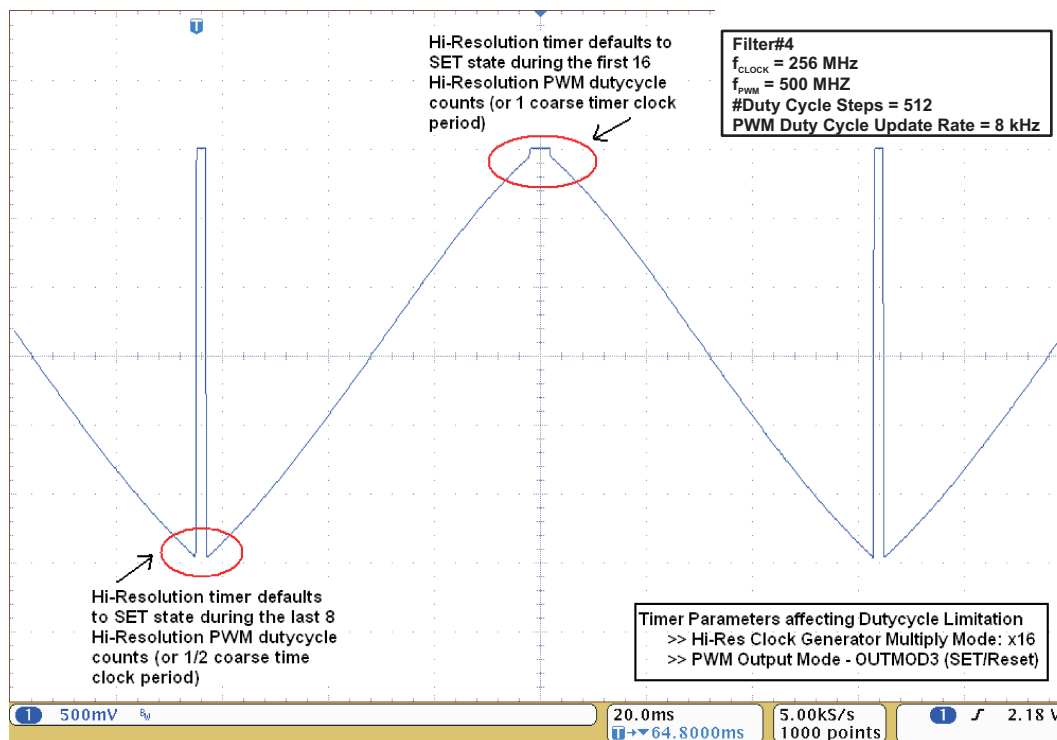 T
Hi-Resolution timer defaults to
SET state during the first 16
Hi-Resolution PWM dutycycle
counts (or 1 coarse timer clock
period)
Filter#4
fCLOCK = 256 MHz
fPWM = 500 MHZ
#Duty Cycle Steps = 512
PWM Duty Cycle Update Rate = 8 kHz
Hi-Resolution timer defaults
to SET state during the last 8
Hi-Resolution PWM dutycycle
counts (or 1/2 coarse time
clock period)
Timer Parameters affecting Dutycycle Limitation
>> Hi-Res Clock Generator Multiply Mode: x16
>> PWM Output Mode - OUTMOD3 (SET/Reset)
1 500mV BW
20.0ms
T→▼64.8000ms
5.00kS/s
1000 points
1 ƒ 2.18 V